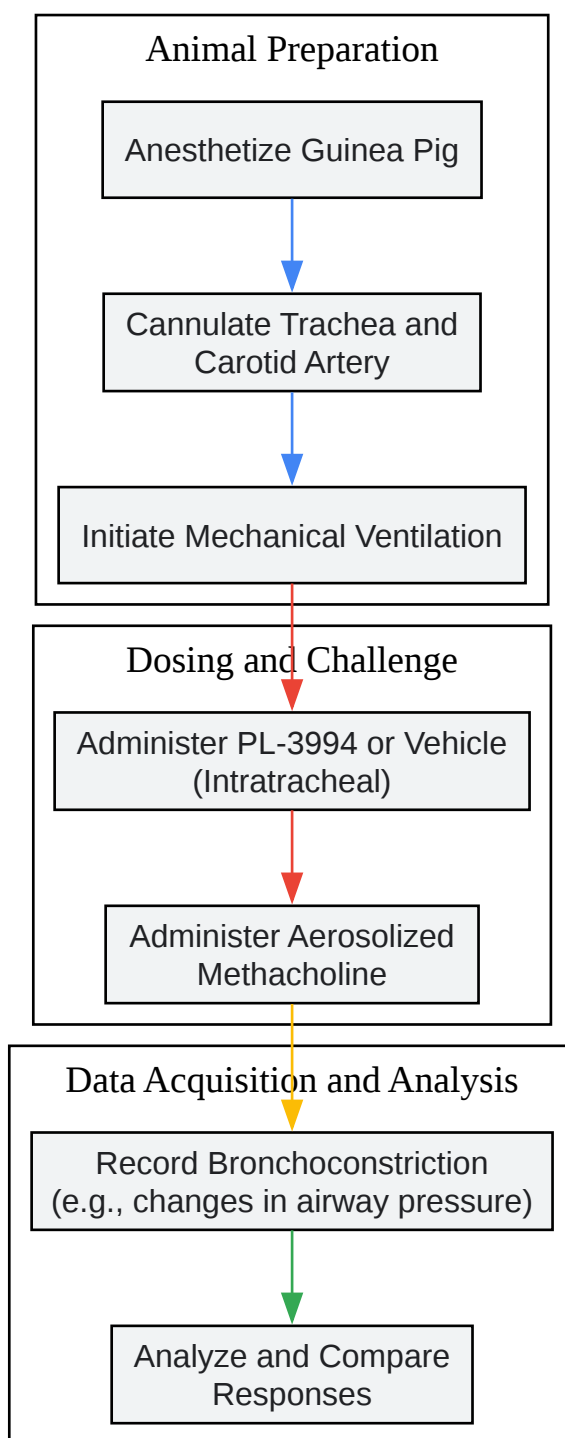 Animal Preparation
Anesthetize Guinea Pig
Cannulate Trachea and
Carotid Artery
Initiate Mechanical Ventilation
Dosing and Challenge
Administer PL-3994 or Vehicle
(Intratracheal)
Administer Aerosolized
Methacholine
Data Acquisition and Analysis
Record Bronchoconstriction
(e.g., changes in airway pressure)
Analyze and Compare
Responses